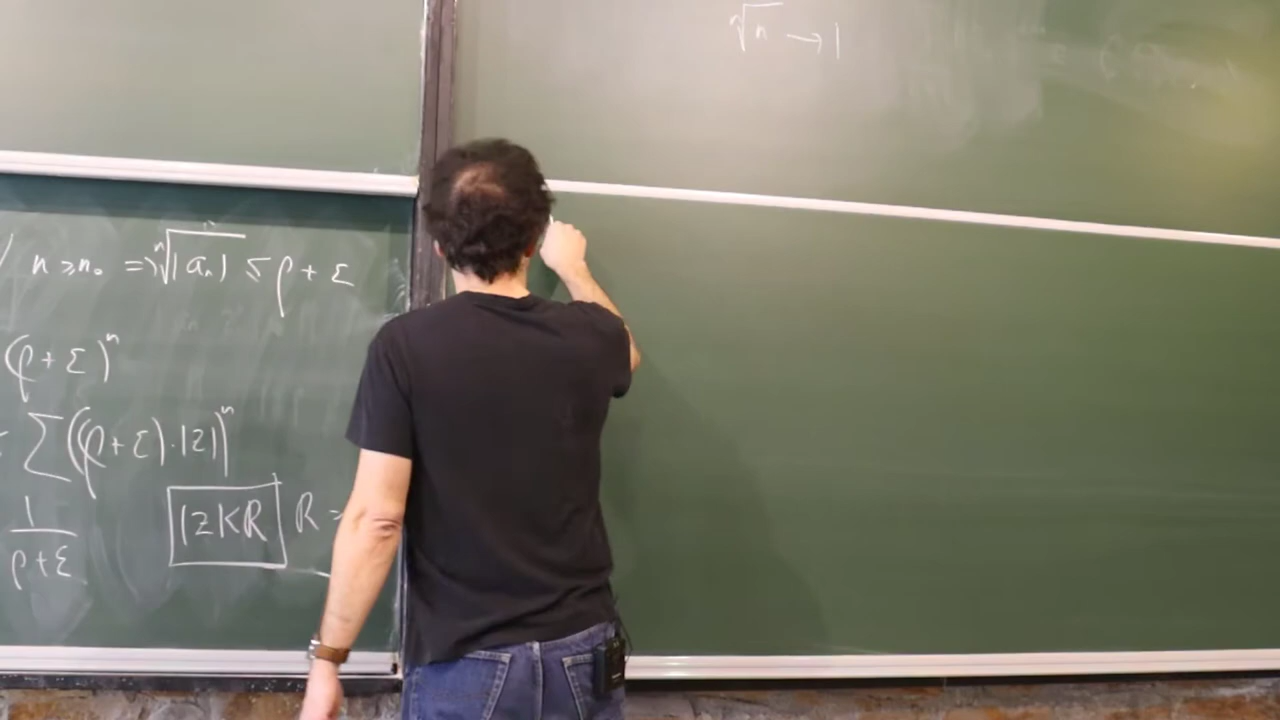 / n ≥ n₀ => ⁿ√|aₙ| ≤ ρ + ε
(ρ + ε)ⁿ
∑((ρ+ε)·|z|)ⁿ
1/(ρ+ε) |z|<R R
ⁿ√n → 1